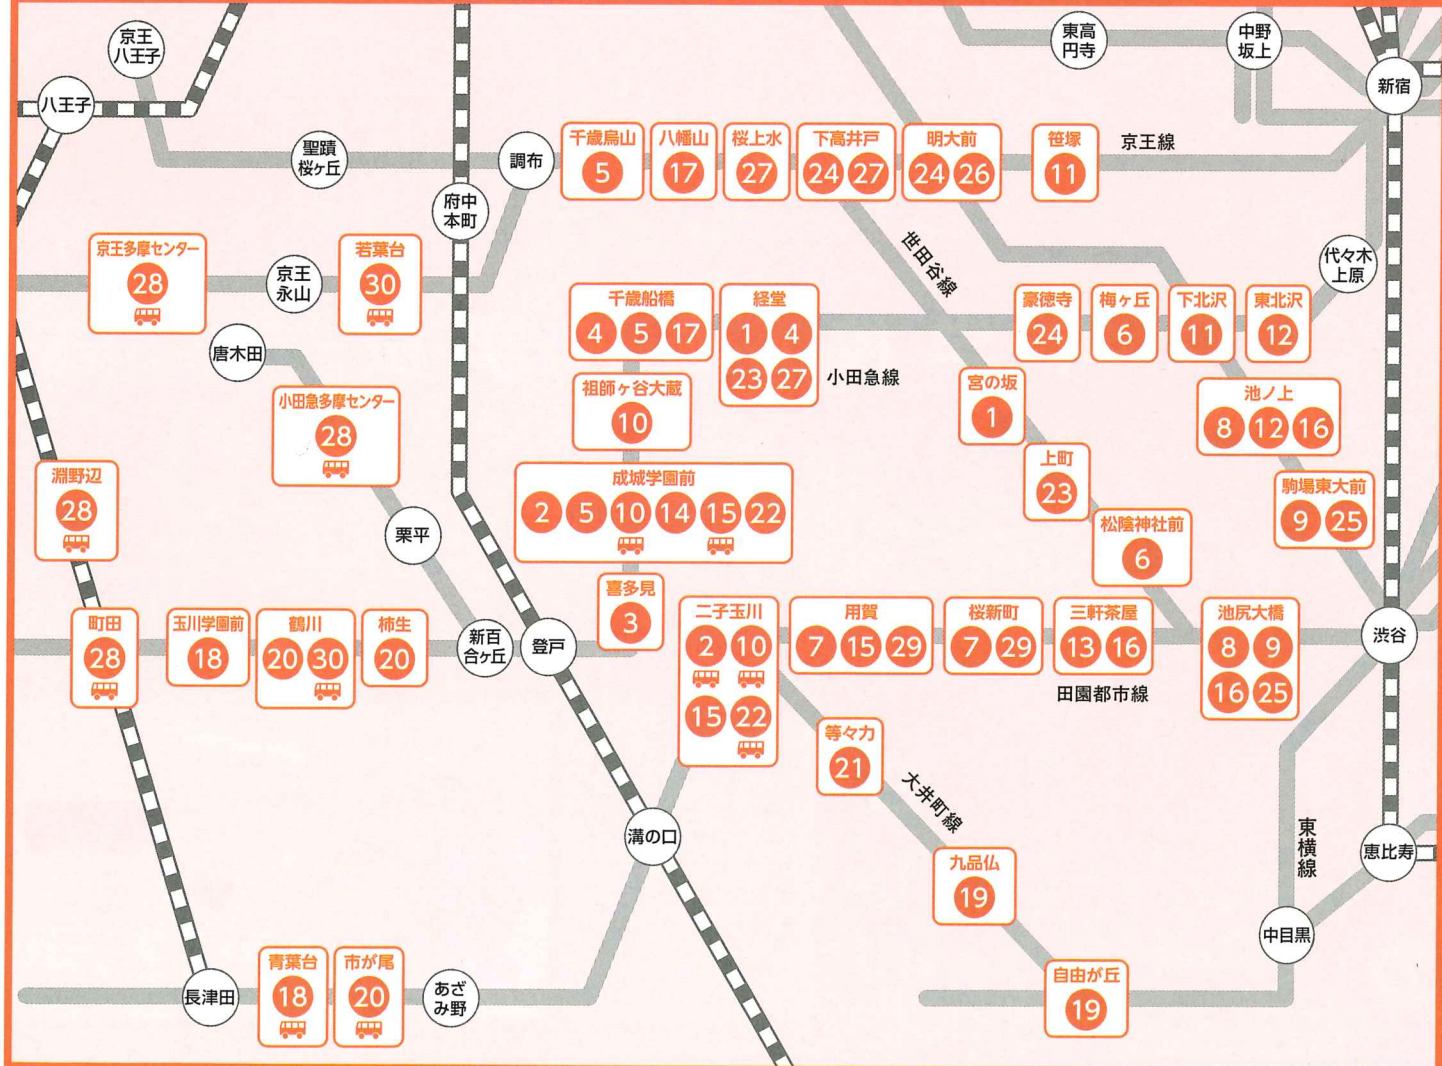 京王
八王子
東高
円寺
中野
坂上
新宿
八王子
聖蹟
桜ヶ丘
調布
千歳烏山
5
八幡山
17
桜上水
27
下高井戸
24 27
明大前
24 26
笹塚
11
京王線
府中
本町
京王多摩センター
28
京王
永山
若葉台
30
世田谷線
代々木
上原
千歳船橋
4 5 17
経堂
1 4
23 27
小田急線
豪徳寺
24
梅ヶ丘
6
下北沢
11
東北沢
12
唐木田
小田急多摩センター
28
祖師ヶ谷大蔵
10
宮の坂
1
池ノ上
8 12 16
淵野辺
28
栗平
成城学園前
2 5 10 14 15 22
上町
23
駒場東大前
9 25
松陰神社前
6
喜多見
3
町田
28
玉川学園前
18
鶴川
20 30
柿生
20
新百
合ヶ丘
登戸
二子玉川
2 10
15 22
用賀
7 15 29
桜新町
7 29
三軒茶屋
13 16
田園都市線
池尻大橋
8 9
16 25
渋谷
等々力
21
大井町線
溝の口
九品仏
19
東横線
恵比寿
中目黒
長津田
青葉台
18
市が尾
20
あざ
み野
自由が丘
19